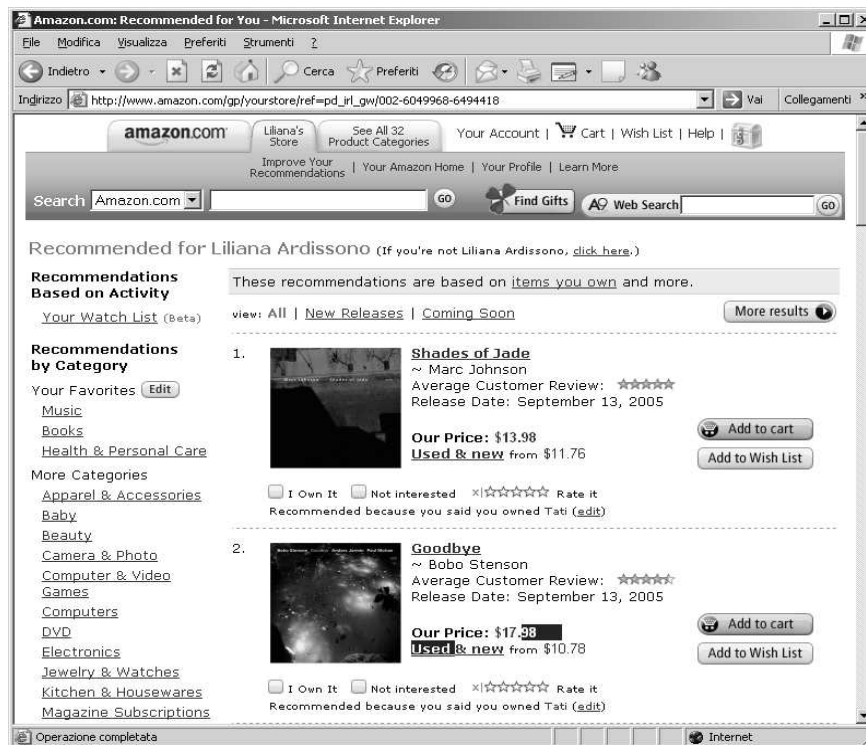 Amazon.com: Recommended for You - Microsoft Internet Explorer
File Modifica Visualizza Preferiti Strumenti ?
Indietro Cerca Preferiti
Indirizzo http://www.amazon.com/gp/yourstore/ref=pd_irl_gw/002-6049968-6494418 Vai Collegamenti »
amazon.com Liliana's Store See All 32 Product Categories Your Account | Cart | Wish List | Help |
Improve Your Recommendations | Your Amazon Home | Your Profile | Learn More
Search Amazon.com GO Find Gifts A9 Web Search GO
Recommended for Liliana Ardissono (If you're not Liliana Ardissono, click here.)
Recommendations Based on Activity
Your Watch List (Beta)
Recommendations by Category
Your Favorites Edit
Music
Books
Health & Personal Care
More Categories
Apparel & Accessories
Baby
Beauty
Camera & Photo
Computer & Video Games
Computers
DVD
Electronics
Jewelry & Watches
Kitchen & Housewares
Magazine Subscriptions
These recommendations are based on items you own and more.
view: All | New Releases | Coming Soon More results
1. Shades of Jade
~ Marc Johnson
Average Customer Review:
Release Date: September 13, 2005
Our Price: $13.98
Used & new from $11.76
Add to cart
Add to Wish List
I Own It Not interested x| Rate it
Recommended because you said you owned Tati (edit)
2. Goodbye
~ Bobo Stenson
Average Customer Review:
Release Date: September 13, 2005
Our Price: $17.98
Used & new from $10.78
Add to cart
Add to Wish List
I Own It Not interested x| Rate it
Recommended because you said you owned Tati (edit)
Operazione completata Internet